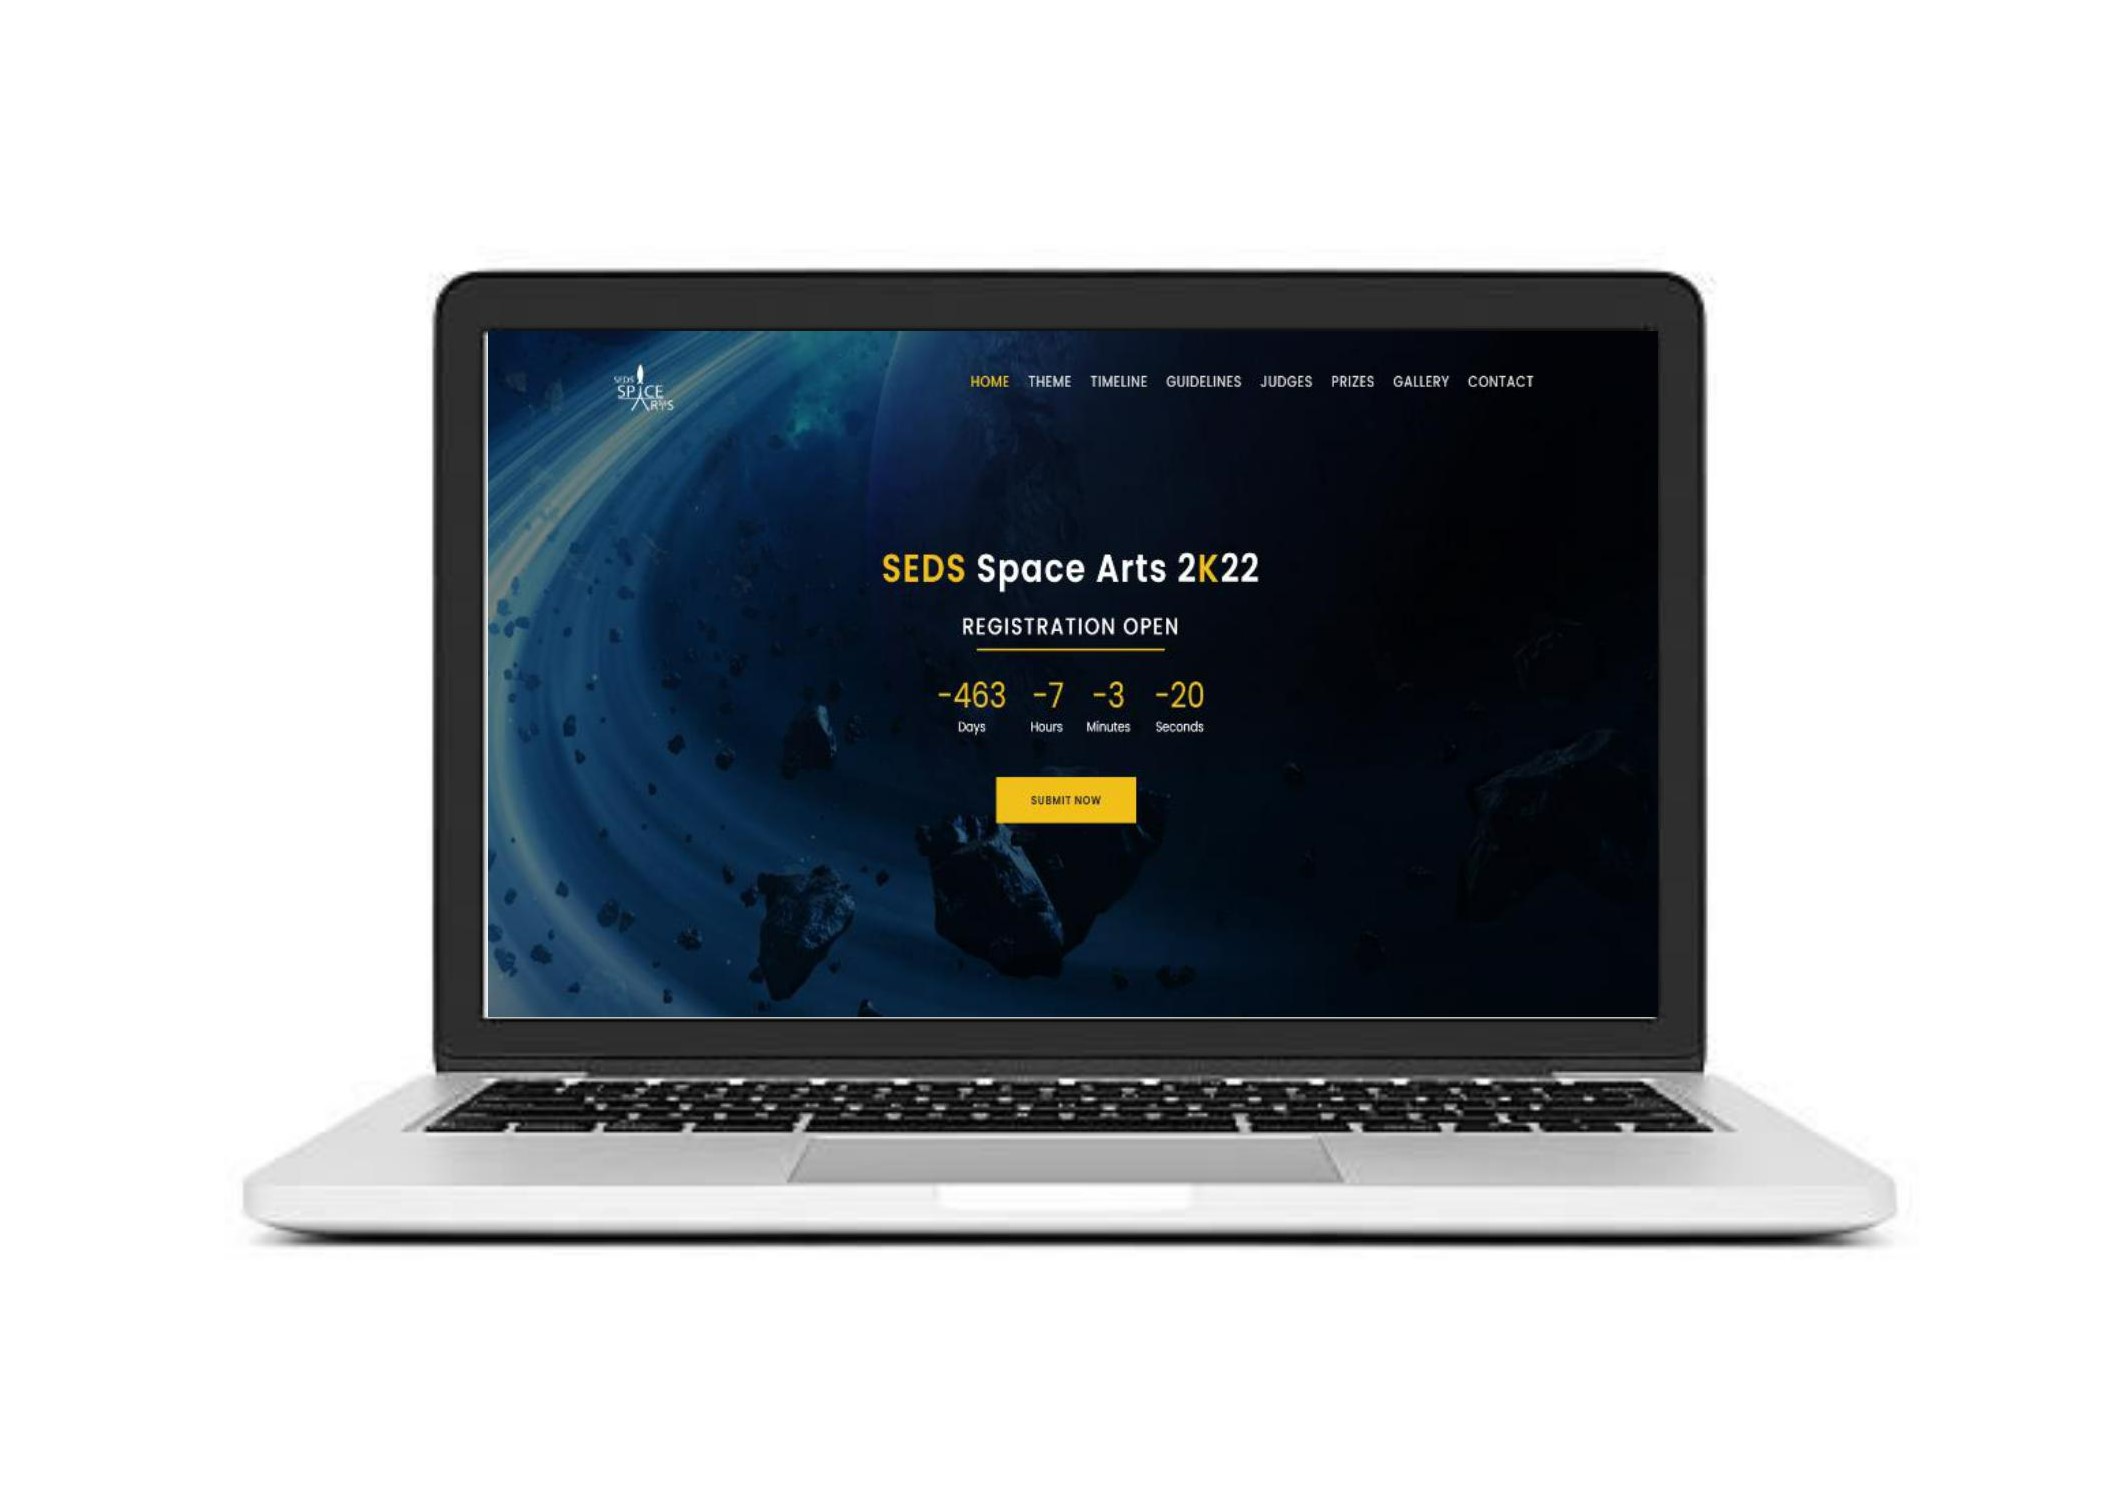 SEDS
SPACE
ARTS
HOME THEME TIMELINE GUIDELINES JUDGES PRIZES GALLERY CONTACT
SEDS Space Arts 2K22
REGISTRATION OPEN
-463 -7 -3 -20
Days Hours Minutes Seconds
SUBMIT NOW